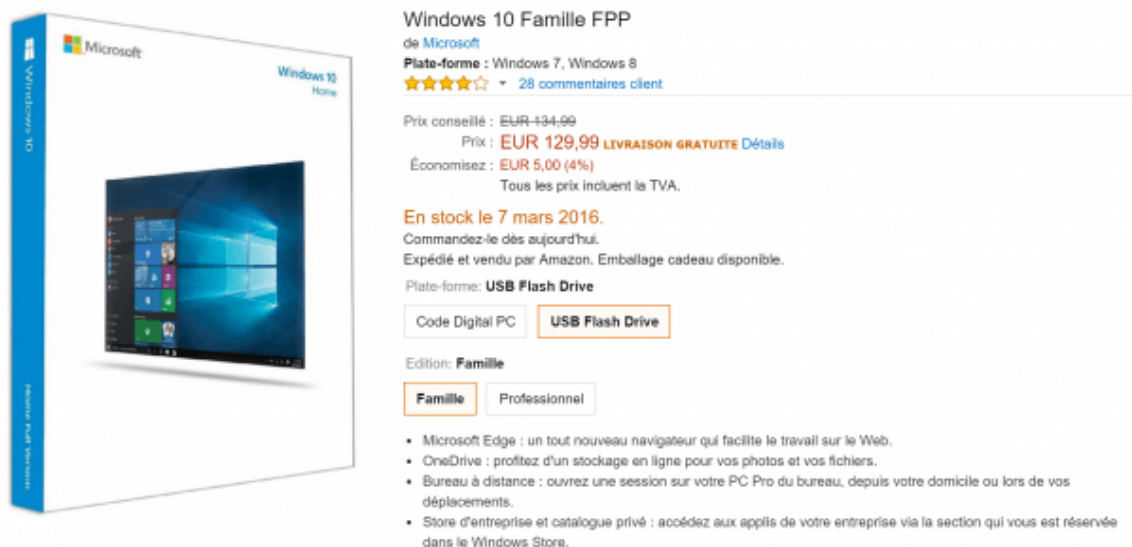 Microsoft
Windows 10
Home
Windows 10
Home Full Version
Windows 10 Famille FPP
de Microsoft
Plate-forme : Windows 7, Windows 8
28 commentaires client
Prix conseillé : EUR 134,99
Prix : EUR 129,99 LIVRAISON GRATUITE Détails
Économisez : EUR 5,00 (4%)
Tous les prix incluent la TVA.
En stock le 7 mars 2016.
Commandez-le dès aujourd'hui.
Expédié et vendu par Amazon. Emballage cadeau disponible.
Plate-forme: USB Flash Drive
Code Digital PC
USB Flash Drive
Edition: Famille
Famille
Professionnel
• Microsoft Edge : un tout nouveau navigateur qui facilite le travail sur le Web.
• OneDrive : profitez d'un stockage en ligne pour vos photos et vos fichiers.
• Bureau à distance : ouvrez une session sur votre PC Pro du bureau, depuis votre domicile ou lors de vos
déplacements.
• Store d'entreprise et catalogue privé : accédez aux applis de votre entreprise via la section qui vous est réservée
dans le Windows Store.